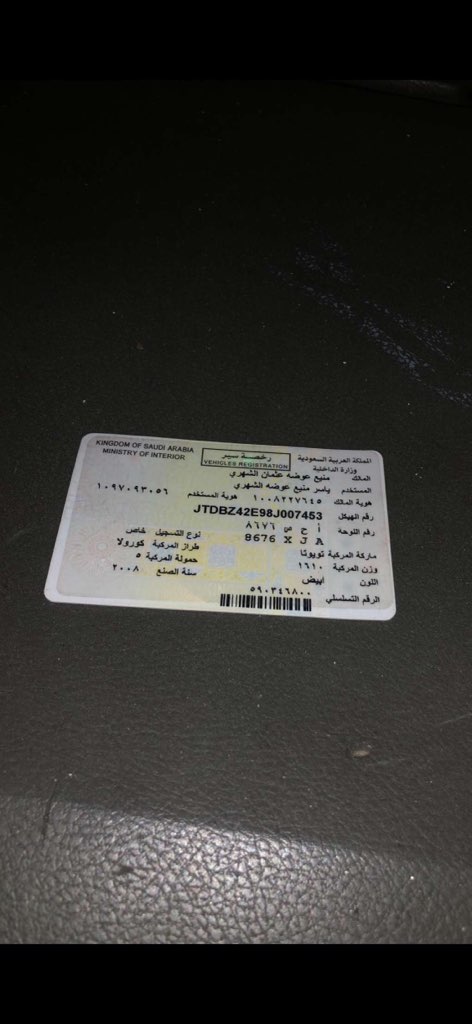 KINGDOM OF SAUDI ARABIA
MINISTRY OF INTERIOR
المملكة العربية السعودية
وزارة الداخلية
رخصة سير
VEHICLES REGISTRATION
المالك منيع عوضه عثمان الشهري
المستخدم ياسر منيع عوضه الشهري
هوية المالك ١٠٠٨٢٢٧٦٤٥ هوية المستخدم ١٠٩٧٠٩٣٠٥٦
رقم الهيكل JTDBZ42E98J007453
رقم اللوحة أ ح ص ٨٦٧٦ نوع التسجيل خاص
8676 X J A
ماركة المركبة تويوتا طراز المركبة كورولا
وزن المركبة ١٦١٠ حمولة المركبة ٥
اللون أبيض سنة الصنع ٢٠٠٨
الرقم التسلسلي ٥٩٠٣٤٦٨٠٠